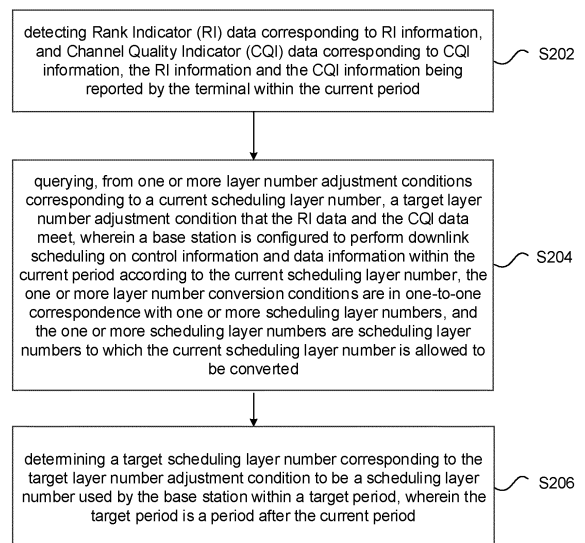 detecting Rank Indicator (RI) data corresponding to RI information,
and Channel Quality Indicator (CQI) data corresponding to CQI
information, the RI information and the CQI information being
reported by the terminal within the current period
S202
querying, from one or more layer number adjustment conditions
corresponding to a current scheduling layer number, a target layer
number adjustment condition that the RI data and the CQI data
meet, wherein a base station is configured to perform downlink
scheduling on control information and data information within the
current period according to the current scheduling layer number, the
one or more layer number conversion conditions are in one-to-one
correspondence with one or more scheduling layer numbers, and
the one or more scheduling layer numbers are scheduling layer
numbers to which the current scheduling layer number is allowed to
be converted
S204
determining a target scheduling layer number corresponding to the
target layer number adjustment condition to be a scheduling layer
number used by the base station within a target period, wherein the
target period is a period after the current period
S206